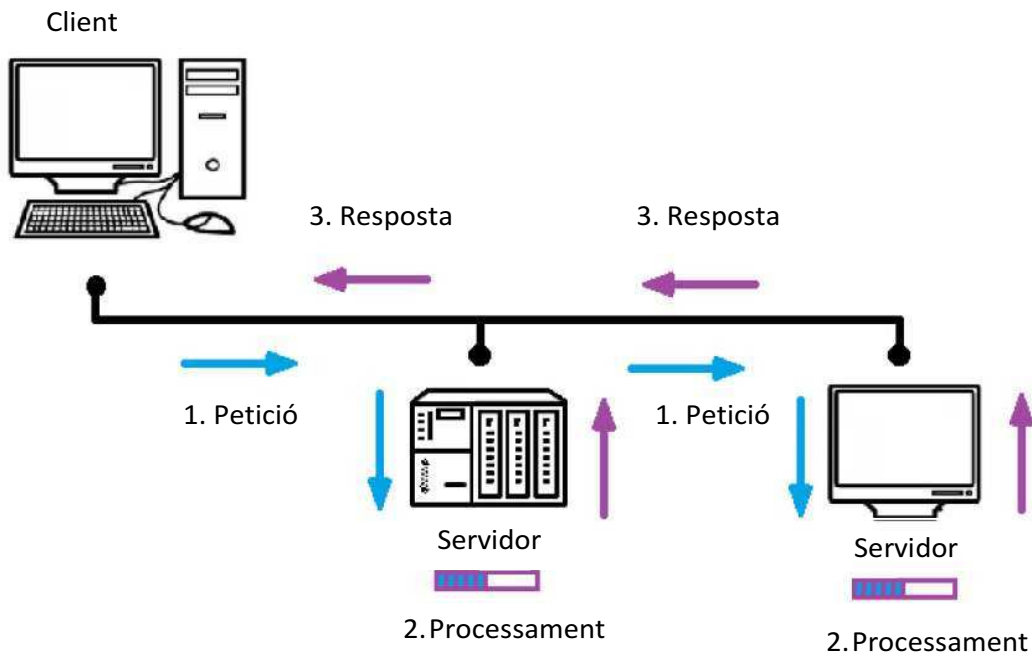 Client
3. Resposta
3. Resposta
1. Petició
1. Petició
Servidor
Servidor
2.Processament
2.Processament